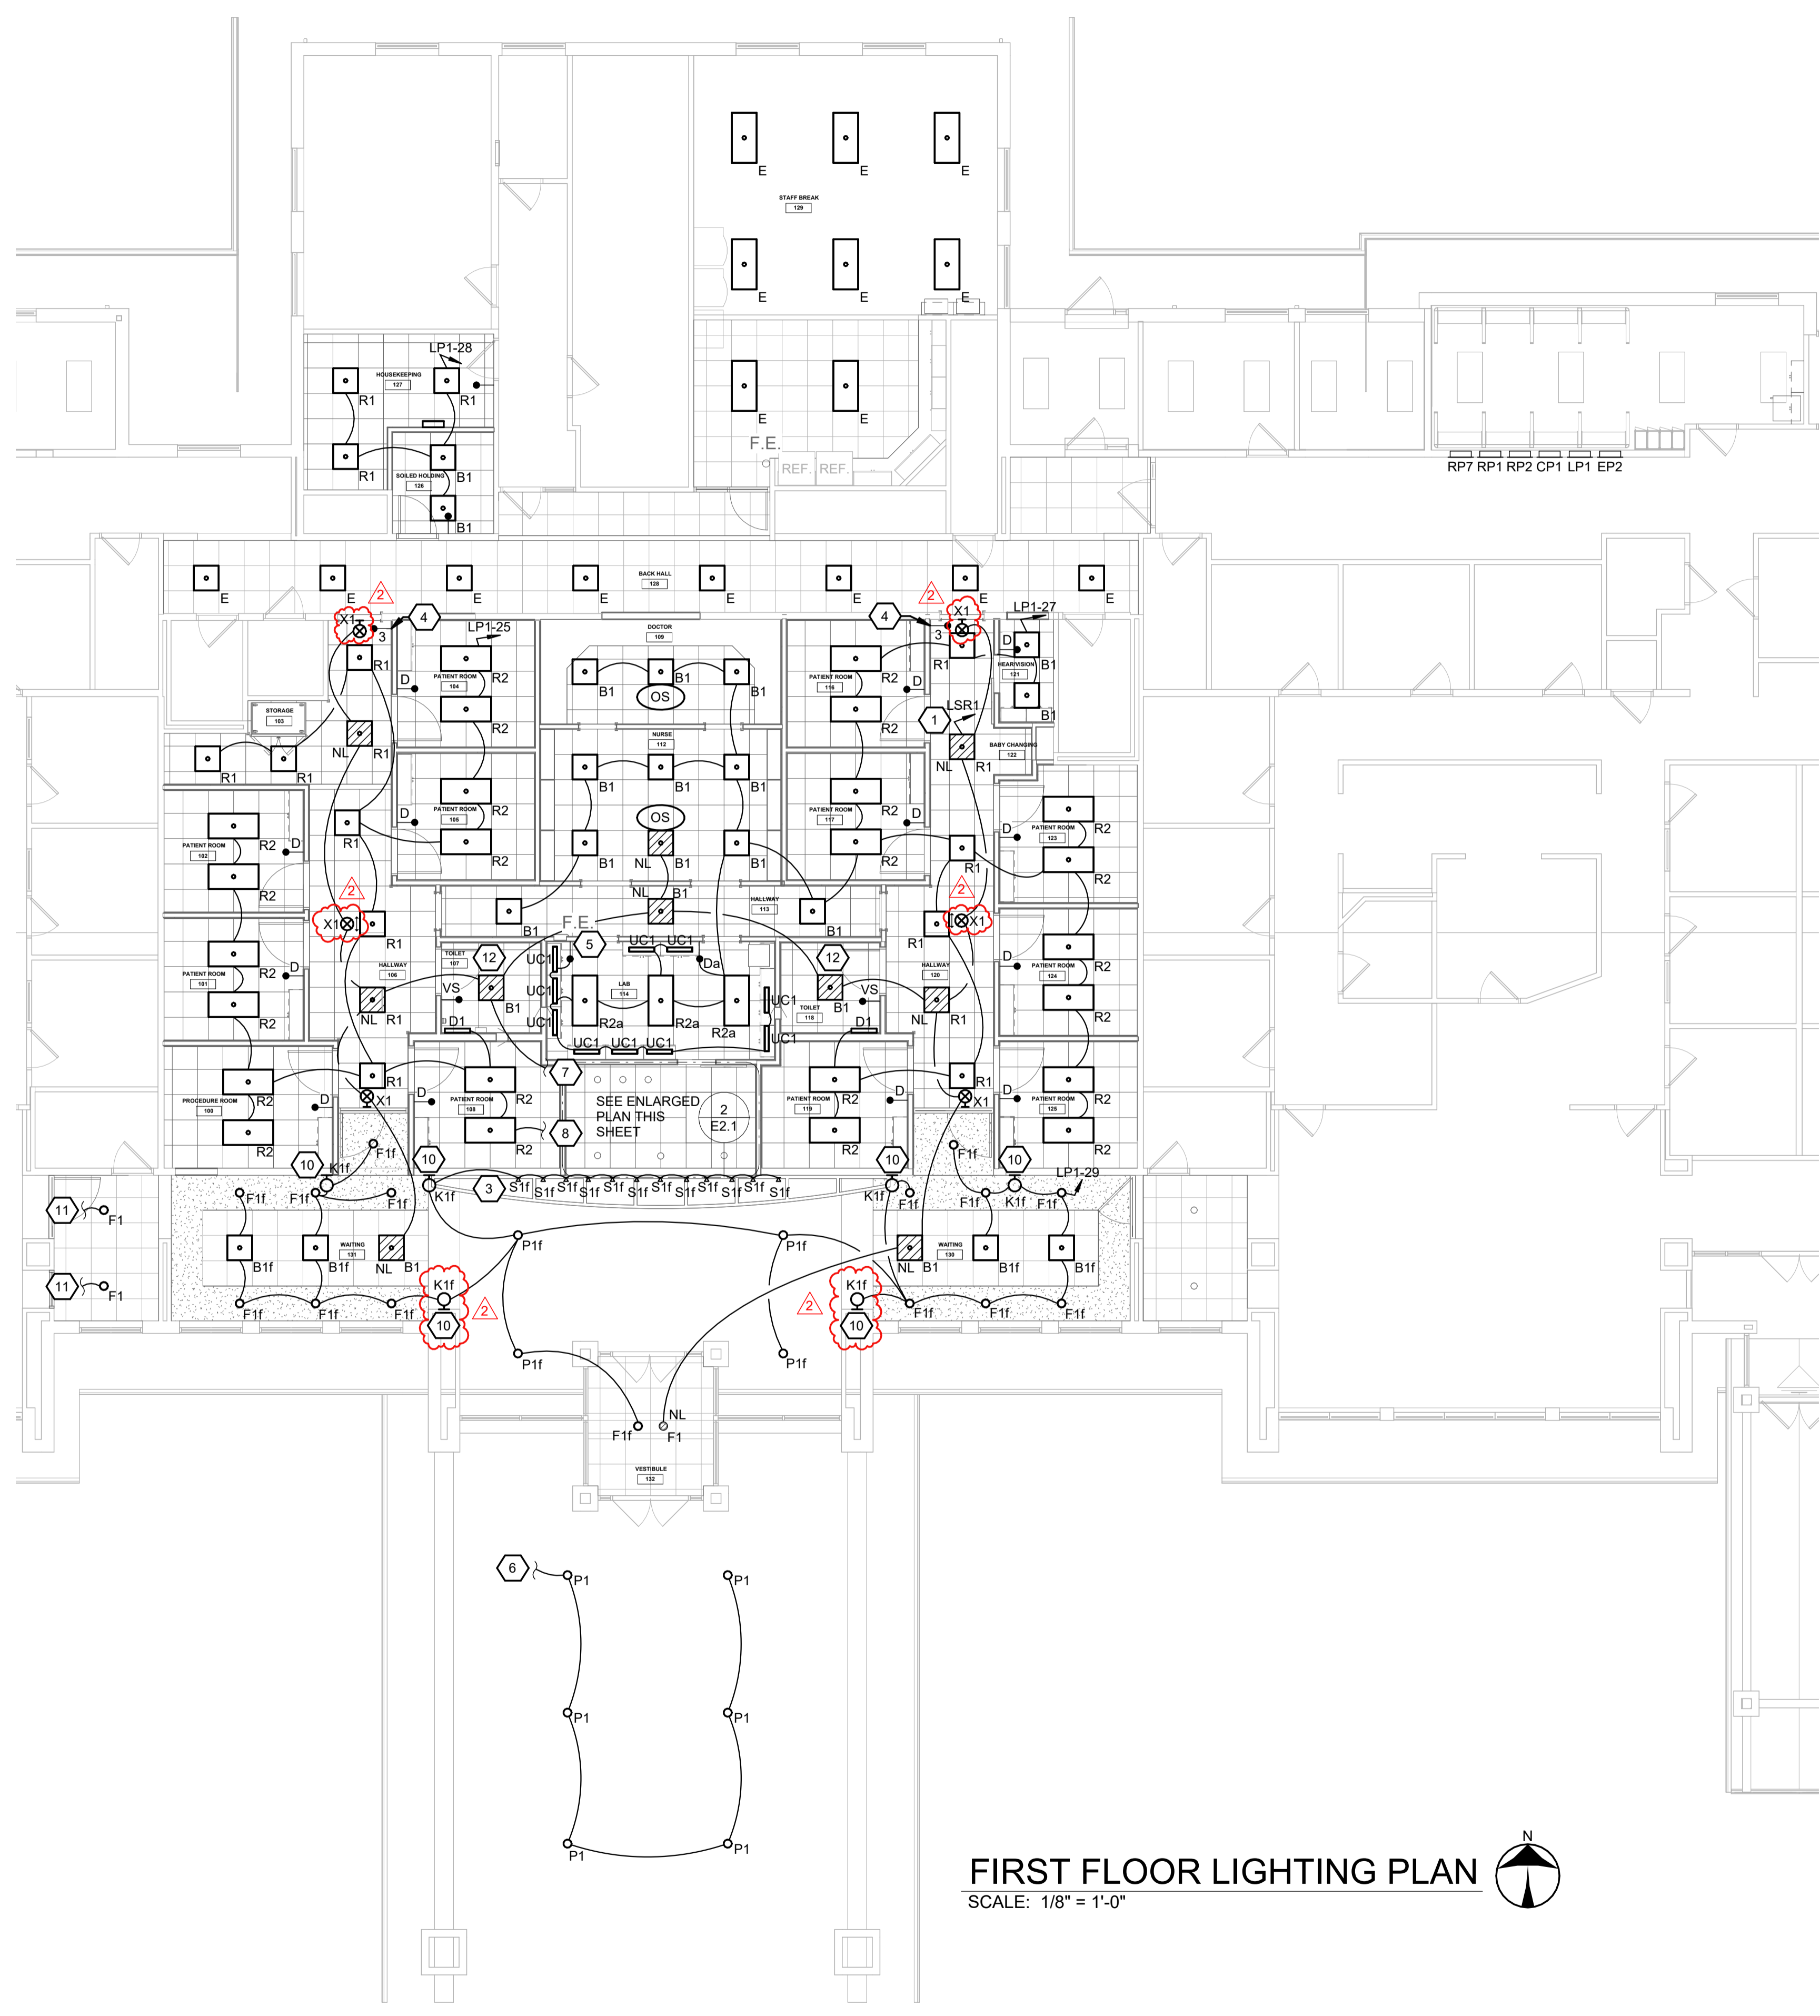 E E E
STAFF BREAK
129
E E E
LP1-28
HOUSEKEEPING
127
R1 R1
E E
F.E.
REF. REF.
R1 B1
SOILED HOLDING
126
B1
RP7 RP1 RP2 CP1 LP1 EP2
BACK HALL
128
E E E E E E E E
2 2
X1 X1
4 4
3 3
LP1-25
LP1-27
DOCTOR
109
R1 R2 R1 D B1
HEAR/VISION
121
PATIENT ROOM
104
D
B1 B1 B1
OS
PATIENT ROOM
116
D
R2 R2
B1
STORAGE
103
1
LSR1
NL R1
R2 R2
NURSE
112
NL R1
BABY CHANGING
122
R1 R1
B1 B1 B1
R2 R2
PATIENT ROOM
105
D
OS
PATIENT ROOM
117
D
R1 R2
R2 R2
R2
D
PATIENT ROOM
123
PATIENT ROOM
102
D
R2
B1 NL B1 B1
R1
R2
2 2
NL B1
HALLWAY
113
X1 R1
B1 B1
R1 X1
F.E.
5
UC1 UC1
R2
D
PATIENT ROOM
101
HALLWAY
106
TOILET
107
12
UC1
Da
12
HALLWAY
120
R2
D
PATIENT ROOM
124
R2
NL R1
VS
B1
UC1
LAB
114
UC1
B1
TOILET
118
VS
NL R1
R2
D1
UC1
R2a R2a R2a
UC1
D1
UC1 UC1 UC1
R2
PROCEDURE ROOM
100
D
R1
X1
D
R2
PATIENT ROOM
108
7
SEE ENLARGED
PLAN THIS
SHEET
2
E2.1
R2
PATIENT ROOM
119
D
R1
X1
D
R2
PATIENT ROOM
125
R2
R2
8
R2
R2
10 K1f F1f
10 K1f
3
S1f S1f S1f S1f S1f S1f S1f S1f S1f S1f S1f S1f
10 K1f
F1f
10 K1f
LP1-29
11 F1
F1f F1f
F1f F1f F1f
P1f P1f
WAITING
131
B1f B1f NL B1
WAITING
130
NL B1 B1f B1f
11 F1
K1f
2
2
K1f
F1f F1f F1f
10 10
F1f F1f F1f
P1f P1f
F1f
NL
F1
VESTIBULE
132
6
P1 P1
P1 P1
P1 P1
N
FIRST FLOOR LIGHTING PLAN
SCALE: 1/8" = 1'-0"